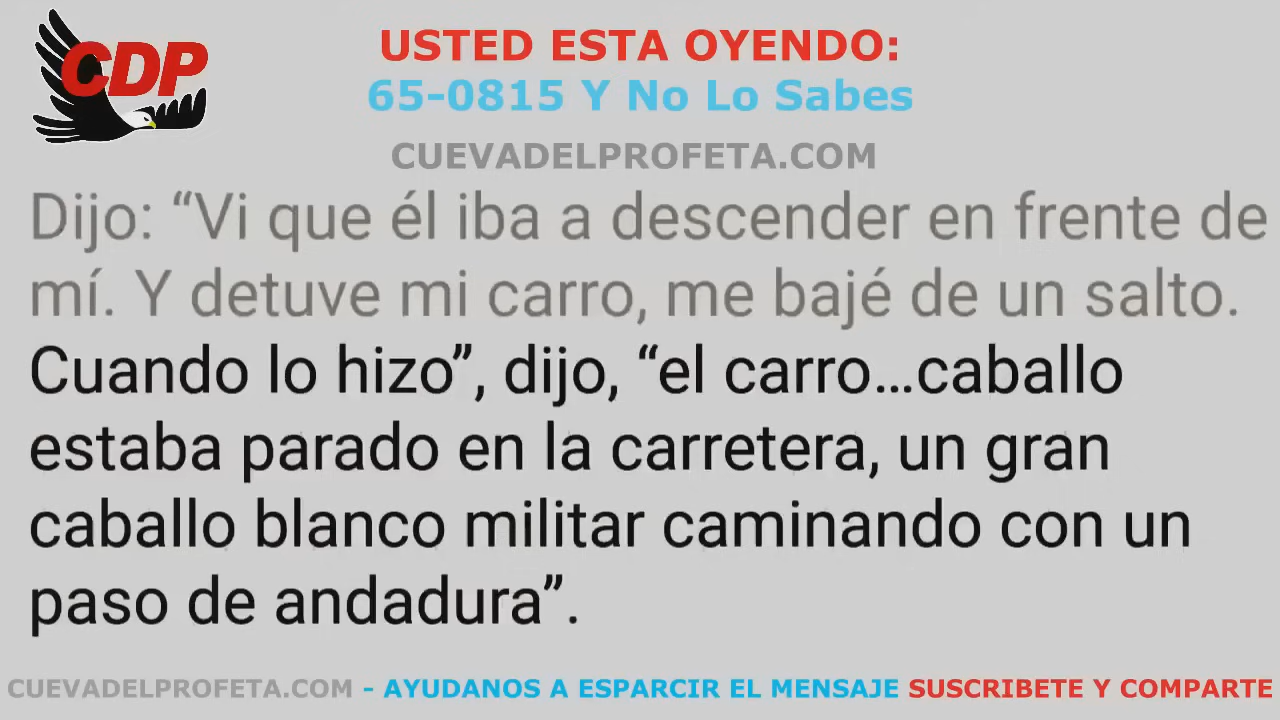 CDP
USTED ESTA OYENDO:
65-0815 Y No Lo Sabes
CUEVADELPROFETA.COM
Dijo: “Vi que él iba a descender en frente de
mí. Y detuve mi carro, me bajé de un salto.
Cuando lo hizo”, dijo, “el carro…caballo
estaba parado en la carretera, un gran
caballo blanco militar caminando con un
paso de andadura”.
CUEVADELPROFETA.COM - AYUDANOS A ESPARCIR EL MENSAJE SUSCRIBETE Y COMPARTE